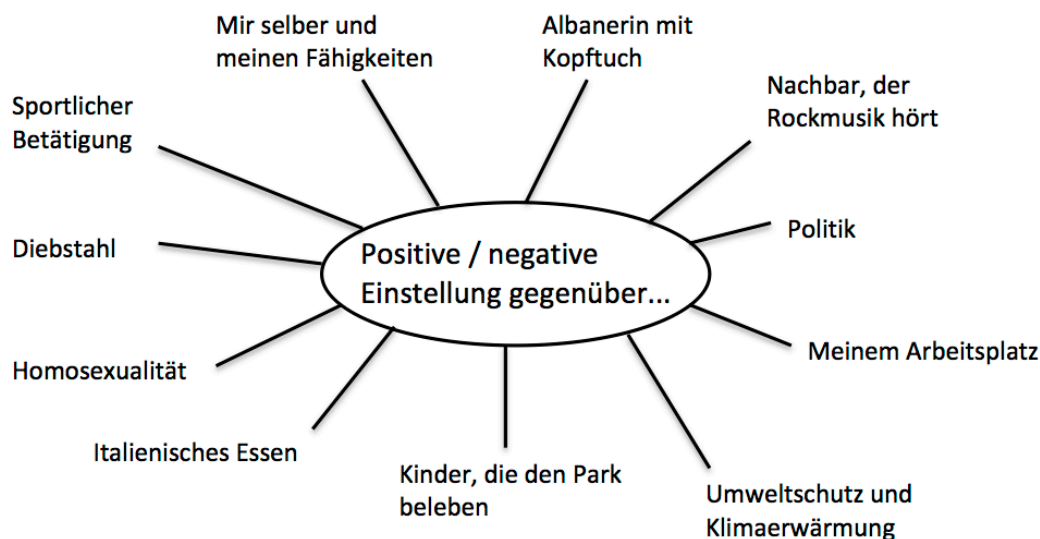 Mir selber und
meinen Fähigkeiten
Albanerin mit
Kopftuch
Nachbar, der
Rockmusik hört
Sportlicher
Betätigung
Politik
Diebstahl
Positive / negative
Einstellung gegenüber...
Meinem Arbeitsplatz
Homosexualität
Italienisches Essen
Kinder, die den Park
beleben
Umweltschutz und
Klimaerwärmung